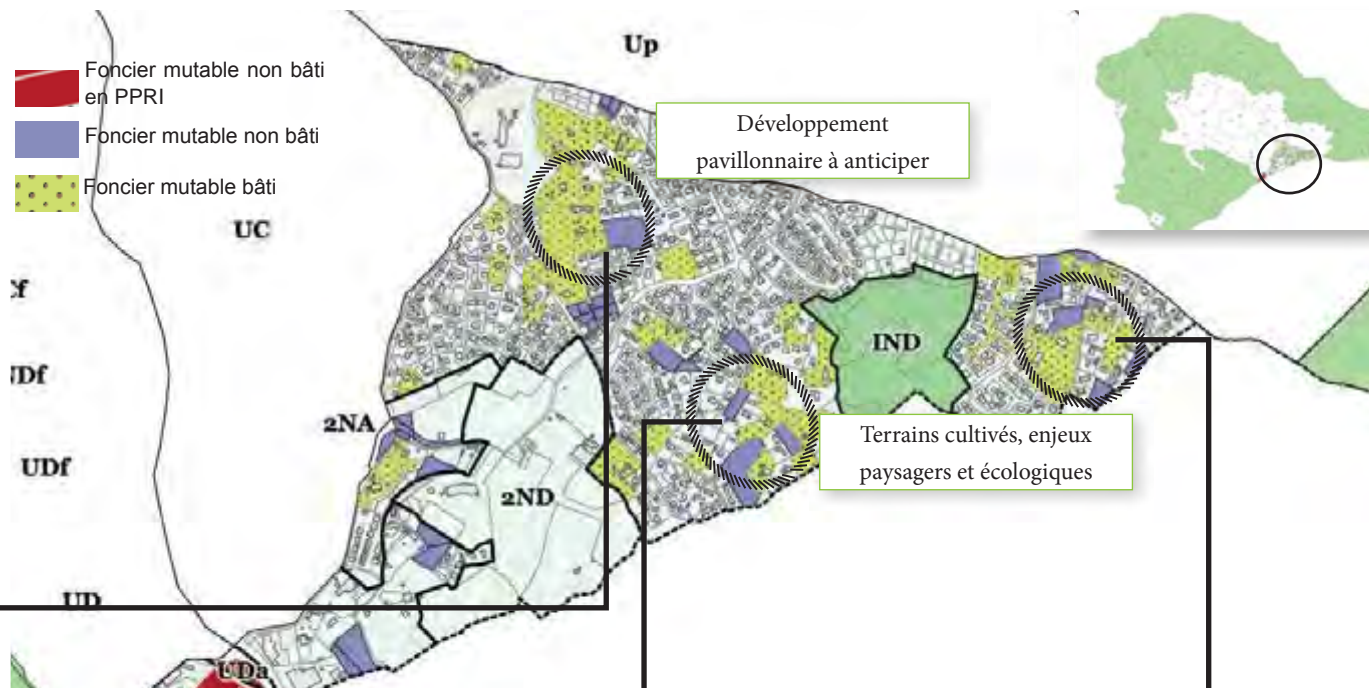 Up
Foncier mutable non bâti
en PPRI
Foncier mutable non bâti
Foncier mutable bâti
Développement
pavillonnaire à anticiper
UC
IND
2NA
UDf
2ND
Terrains cultivés, enjeux
paysagers et écologiques
UD
UDa